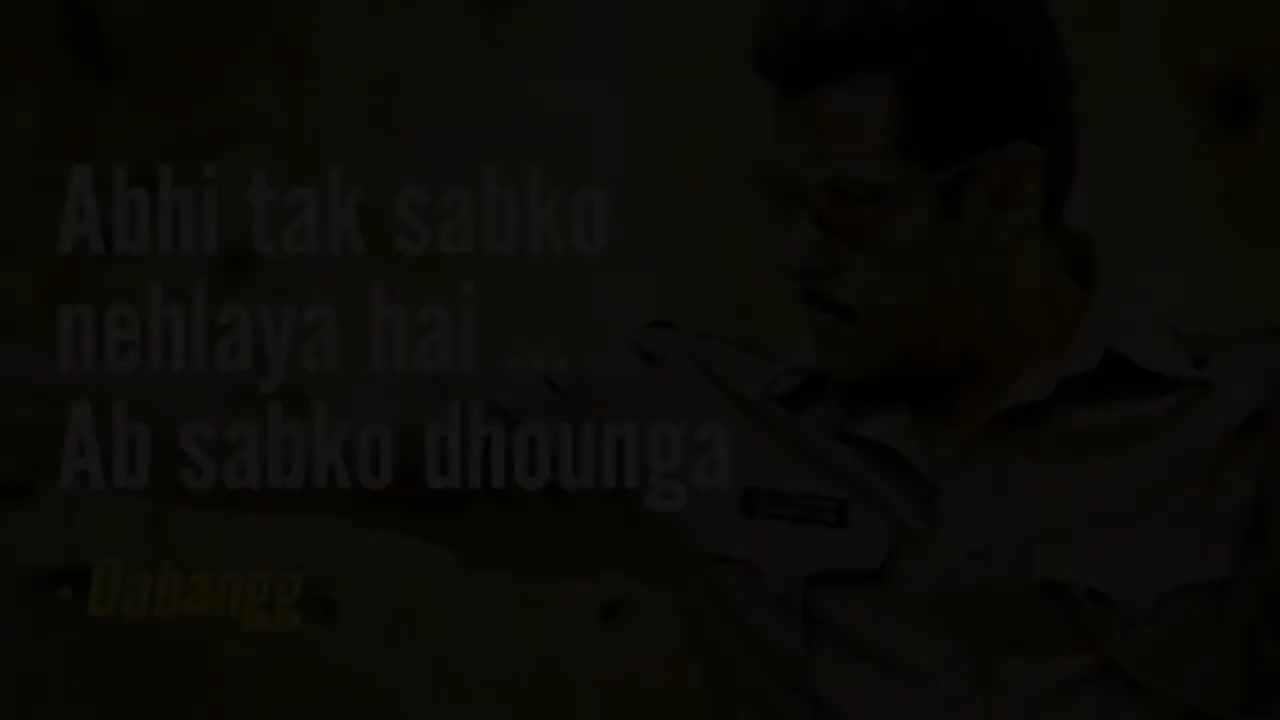 Abhi tak sabko
nehlaya hai ...
Ab sabko dhounga
- Dabangg